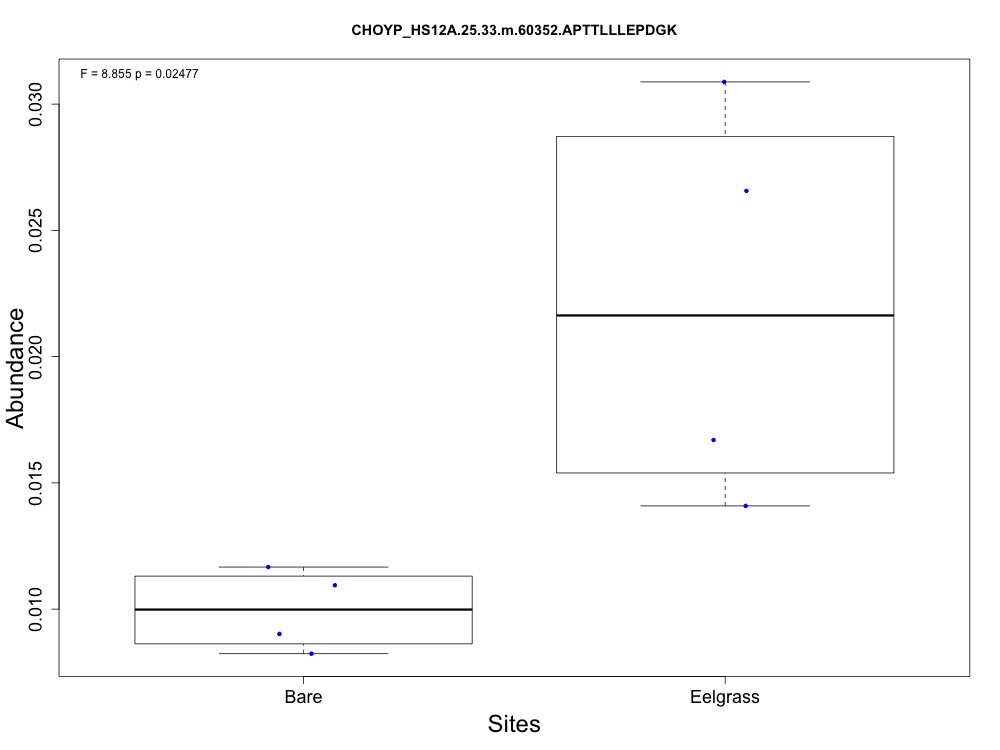 CHOYP_HS12A.25.33.m.60352.APTTLLLEPDGK
F = 8.855 p = 0.02477
0.030
0.025
0.020
0.015
0.010
Abundance
Bare
Eelgrass
Sites